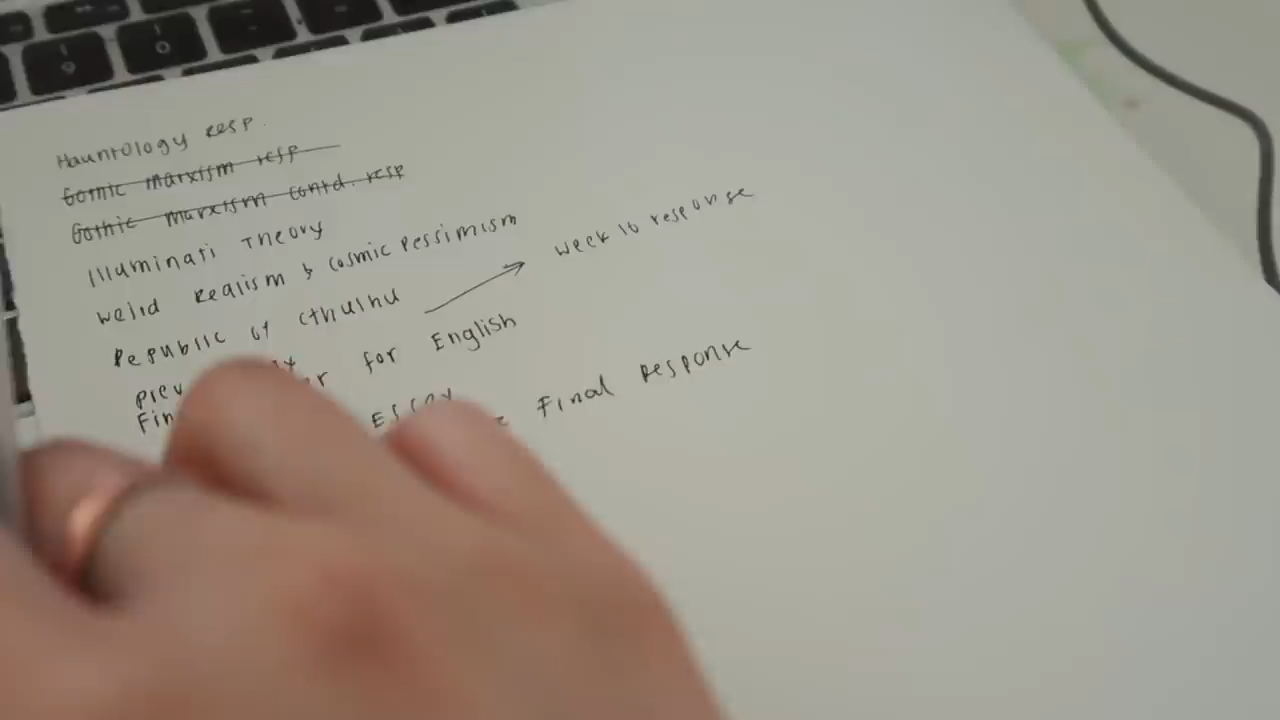 Hauntology resp.
Gothic Marxism resp
Gothic Marxism contd. resp
Illuminati Theory
Weird Realism & Cosmic Pessimism
Republic of Cthulhu → Week 10 response
for English
Essay Final Response